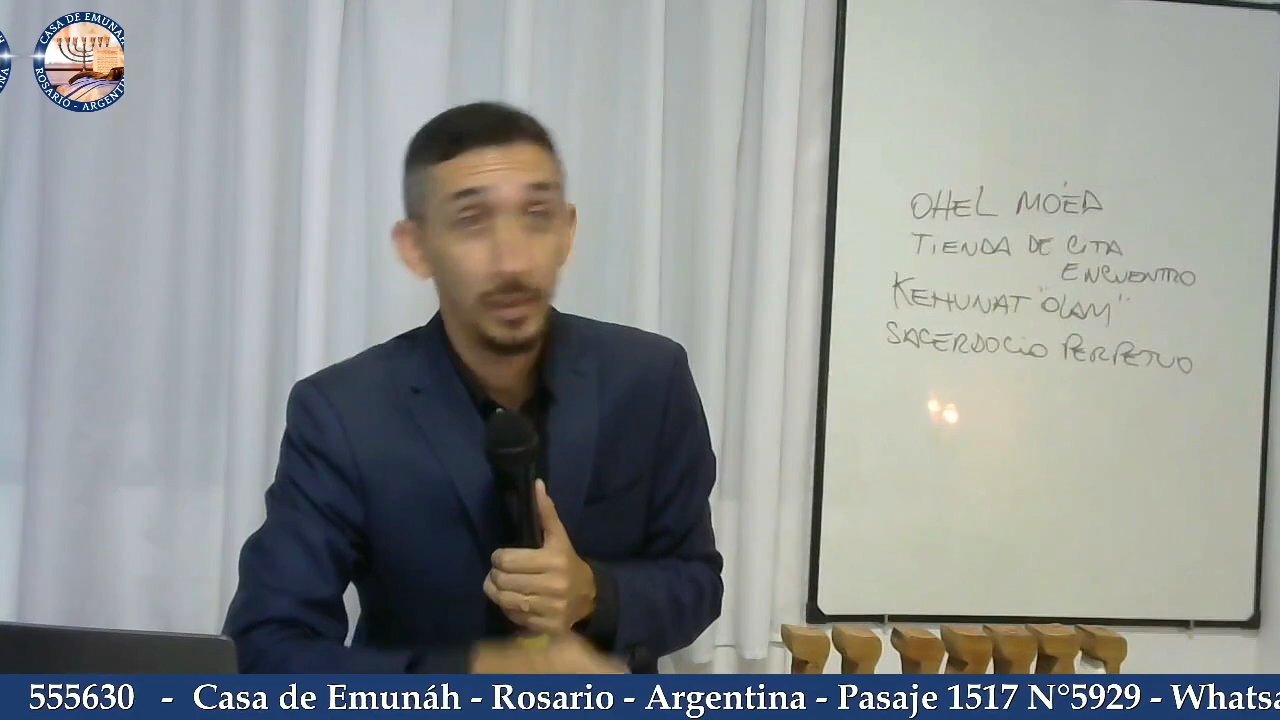 CASA DE EMUNÁH
ROSARIO - ARGENTI
OHEL MOÉD
TIENDA DE CITA
ENCUENTRO
KEHUNAT "OLAM"
SACERDOCIO PERPETUO
555630 - Casa de Emunáh - Rosario - Argentina - Pasaje 1517 N°5929 - Whatsa